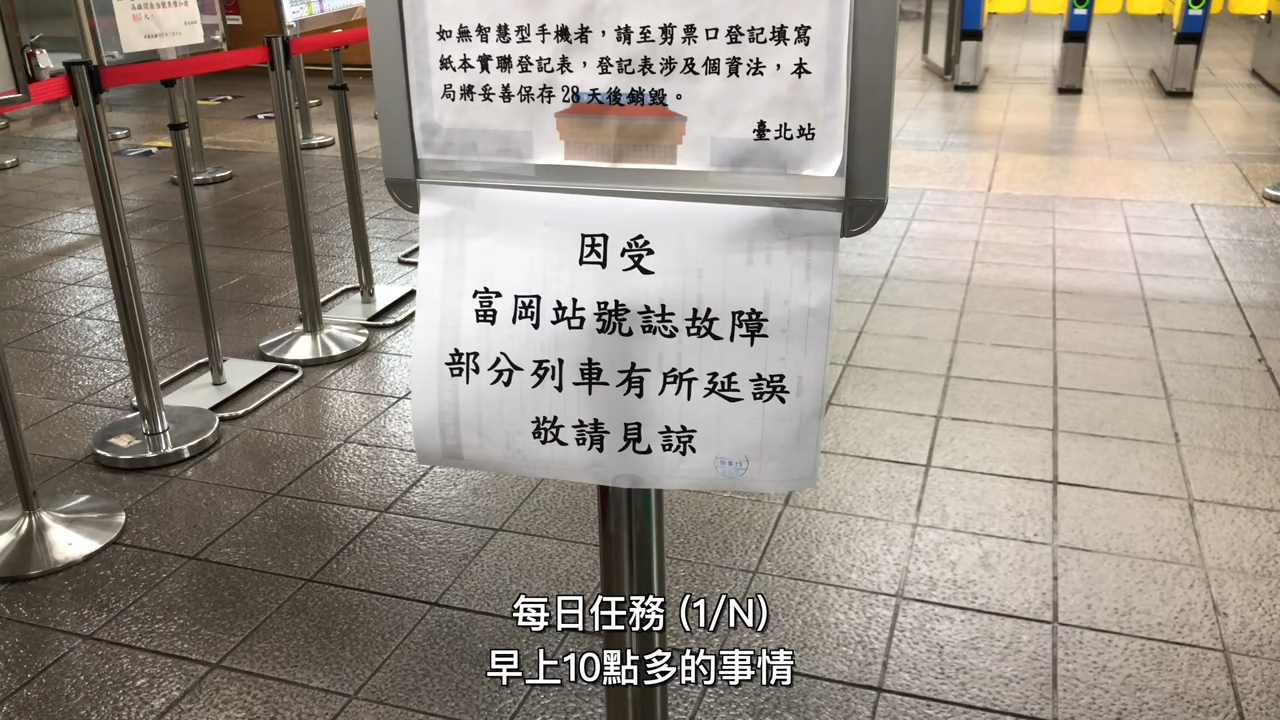 如無智慧型手機者，請至剪票口登記填寫
紙本實聯登記表，登記表涉及個資法，本
局將妥善保存28天後銷毀。
臺北站
因受
富岡站號誌故障
部分列車有所延誤
敬請見諒
每日任務 (1/N)
早上10點多的事情